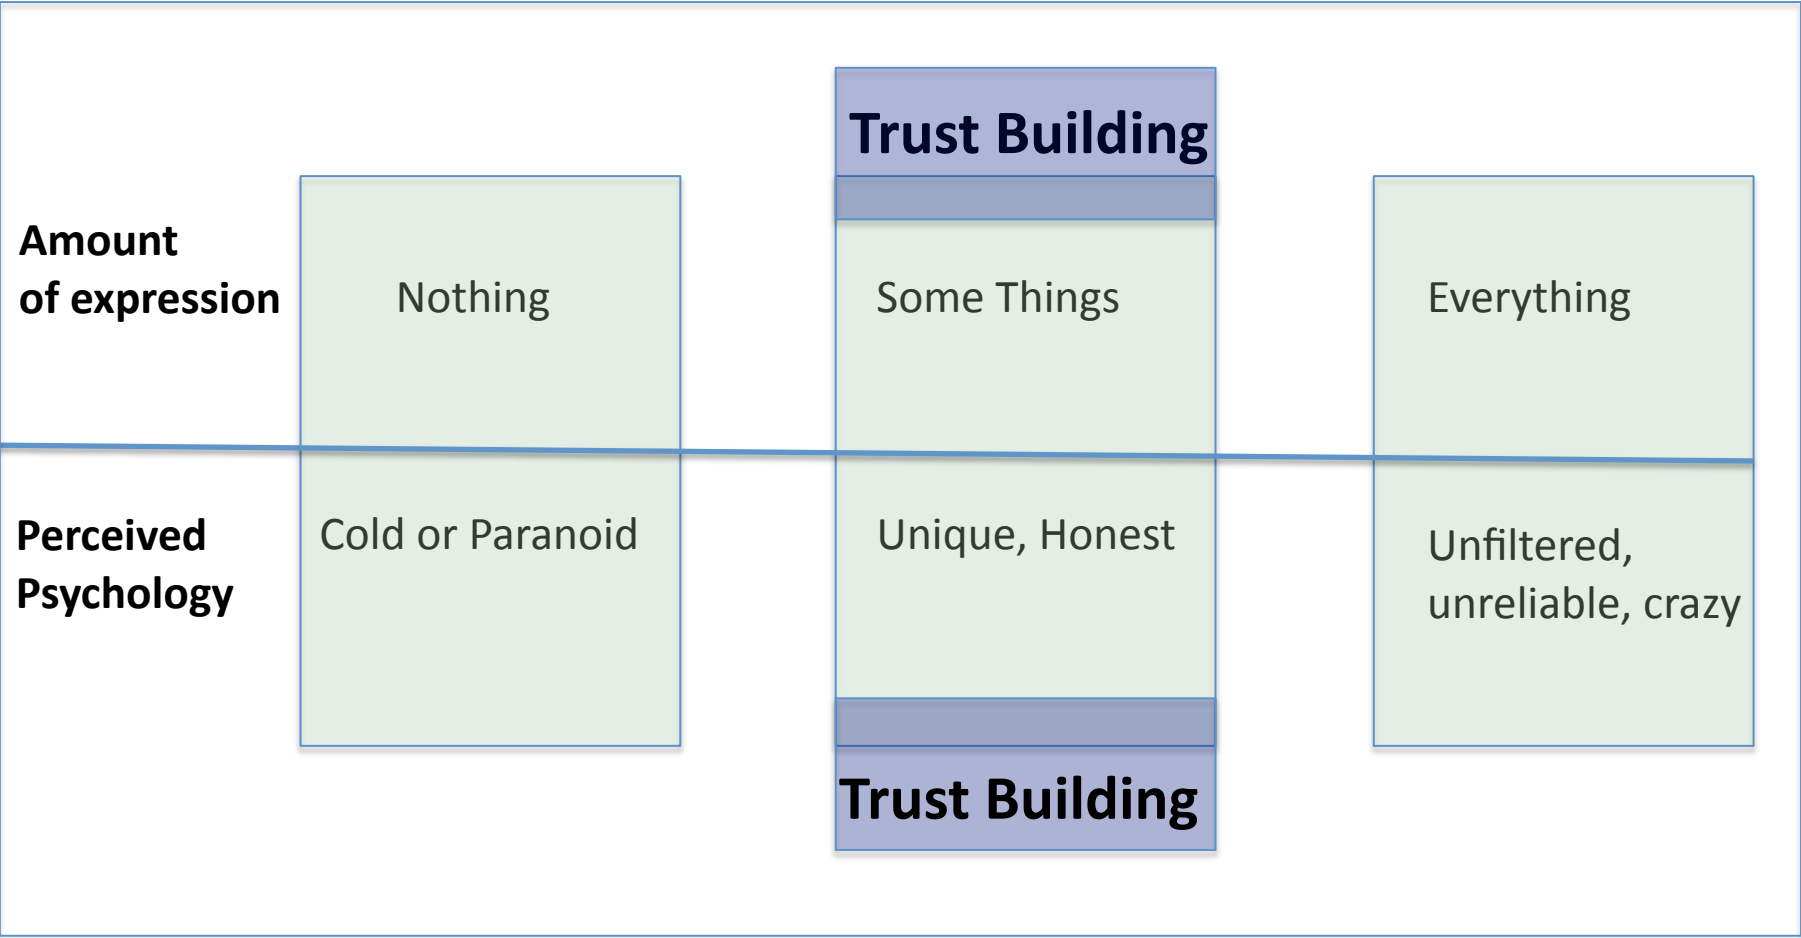 Trust Building
Amount
of expression
Nothing
Some Things
Everything
Perceived
Psychology
Cold or Paranoid
Unique, Honest
Unfiltered,
unreliable, crazy
Trust Building